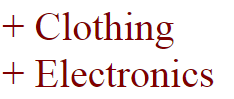 + Clothing
+ Electronics